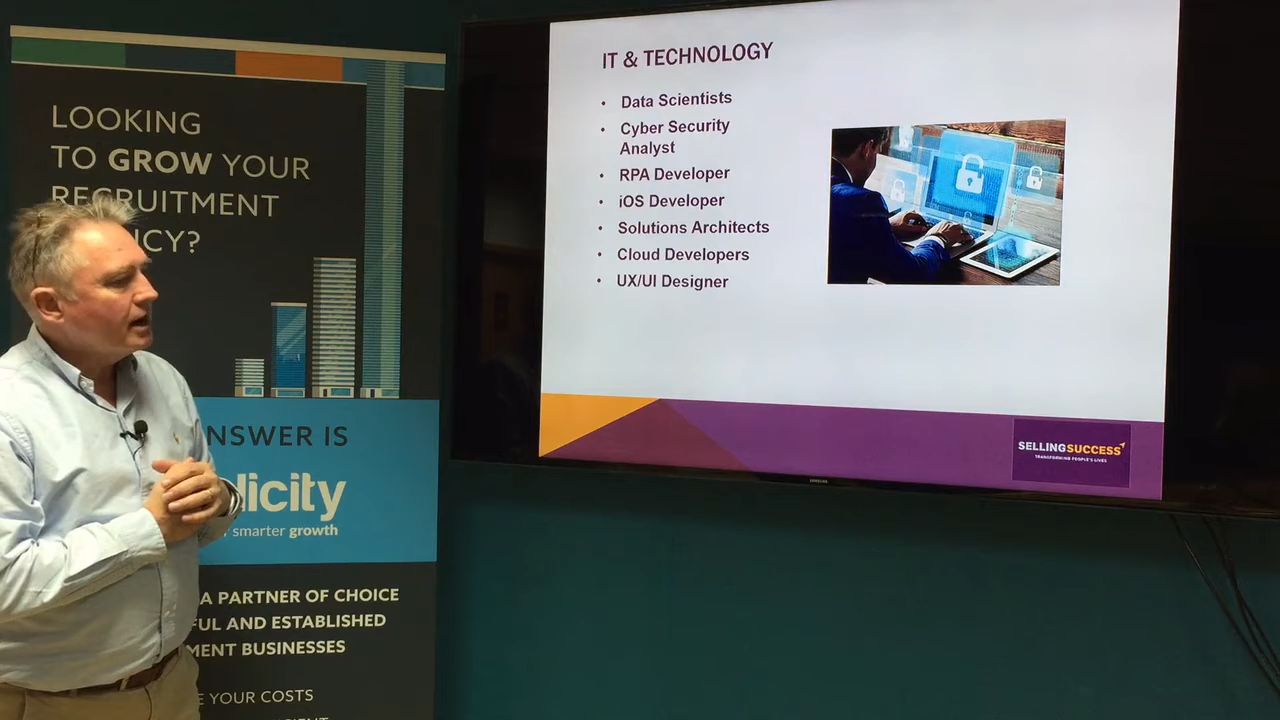 LOOKING
TO GROW YOUR
RECRUITMENT
NCY?
NSWER IS
licity
smarter growth
A PARTNER OF CHOICE
FUL AND ESTABLISHED
MENT BUSINESSES
E YOUR COSTS
IT & TECHNOLOGY
• Data Scientists
• Cyber Security
Analyst
• RPA Developer
• iOS Developer
• Solutions Architects
• Cloud Developers
• UX/UI Designer
SELLINGSUCCESS
TRANSFORMING PEOPLE'S LIVES
SAMSUNG